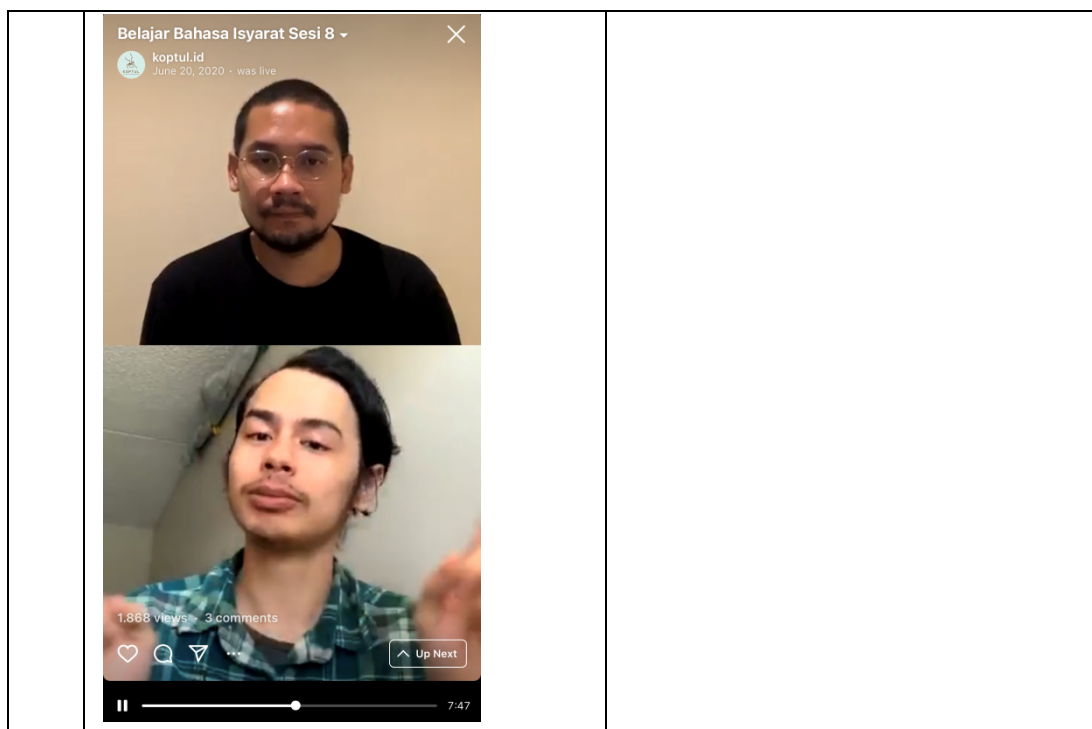 Belajar Bahasa Isyarat Sesi 8
koptul.id
June 20, 2020 · was live
KOPTUL
1.868 views · 3 comments
Up Next
7:47